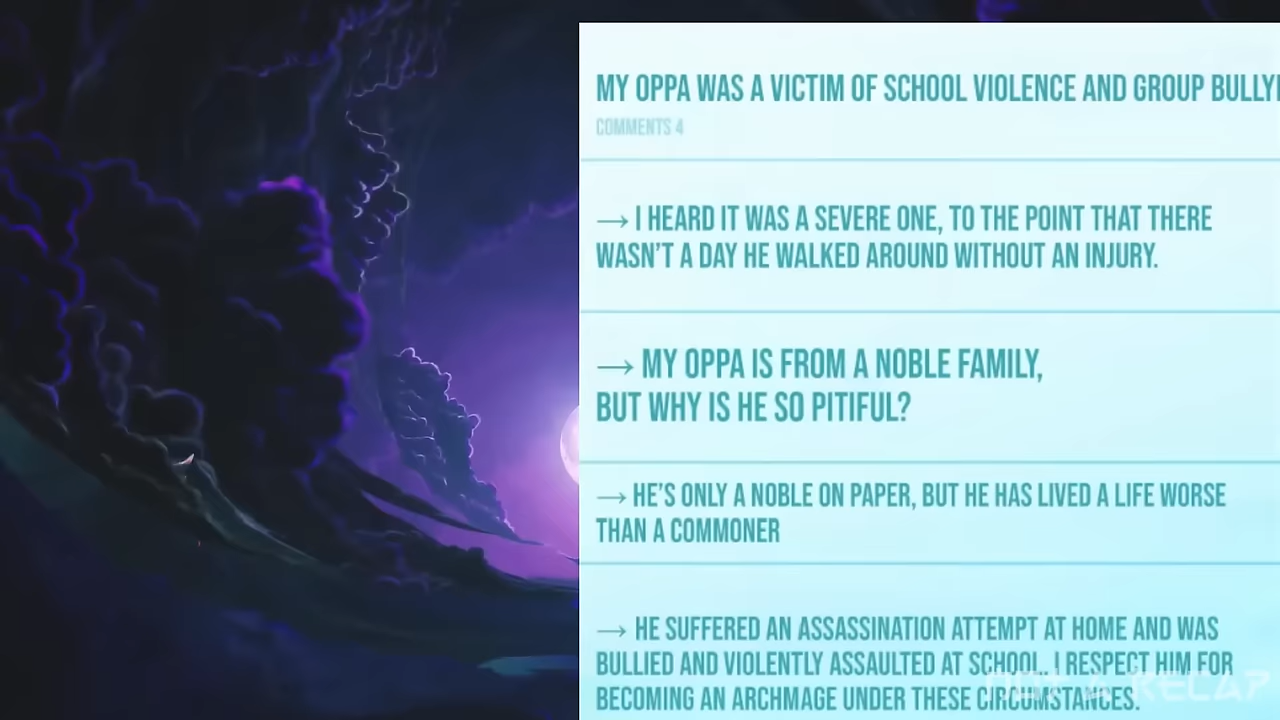 MY OPPA WAS A VICTIM OF SCHOOL VIOLENCE AND GROUP
COMMENTS 4
→ I HEARD IT WAS A SEVERE ONE, TO THE POINT THAT THERE
WASN'T A DAY HE WALKED AROUND WITHOUT AN INJURY.
→ MY OPPA IS FROM A NOBLE FAMILY,
BUT WHY IS HE SO PITIFUL?
→ HE'S ONLY A NOBLE ON PAPER, BUT HE HAS LIVED A LIFE WORSE
THAN A COMMONER
→ HE SUFFERED AN ASSASSINATION ATTEMPT AT HOME AND WAS
BULLIED AND VIOLENTLY ASSAULTED AT SCHOOL. I RESPECT HIM FOR
BECOMING AN ARCHMAGE UNDER THESE CIRCUMSTANCES.
RECAP